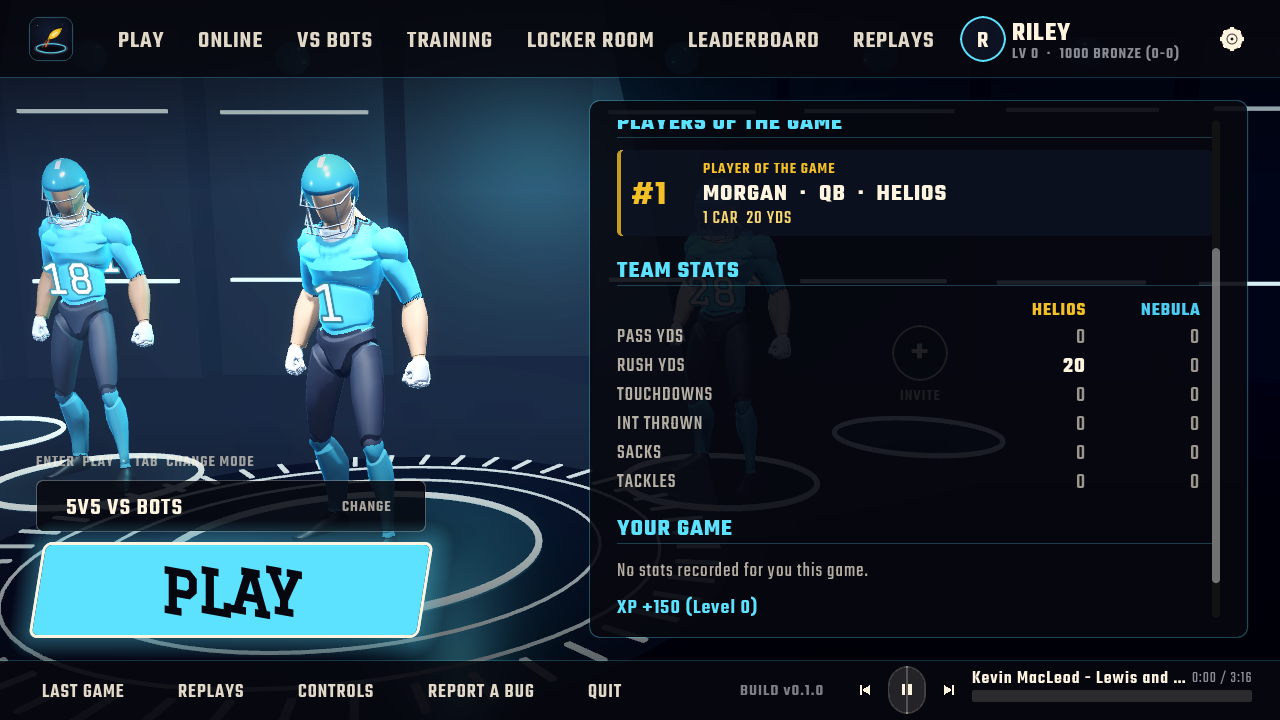 PLAY
ONLINE
VS BOTS
TRAINING
LOCKER ROOM
LEADERBOARD
REPLAYS
R
RILEY
LV 0 · 1000 BRONZE (0-0)
PLAYERS OF THE GAME
#1
PLAYER OF THE GAME
MORGAN · QB · HELIOS
1 CAR 20 YDS
TEAM STATS
HELIOS NEBULA
PASS YDS 0 0
RUSH YDS 20 0
TOUCHDOWNS 0 0
INT THROWN 0 0
SACKS 0 0
TACKLES 0 0
YOUR GAME
No stats recorded for you this game.
XP +150 (Level 0)
18
1
28
+
INVITE
ENTER PLAY · TAB CHANGE MODE
5V5 VS BOTS CHANGE
PLAY
LAST GAME
REPLAYS
CONTROLS
REPORT A BUG
QUIT
BUILD v0.1.0
Kevin MacLeod - Lewis and ... 0:00 / 3:16